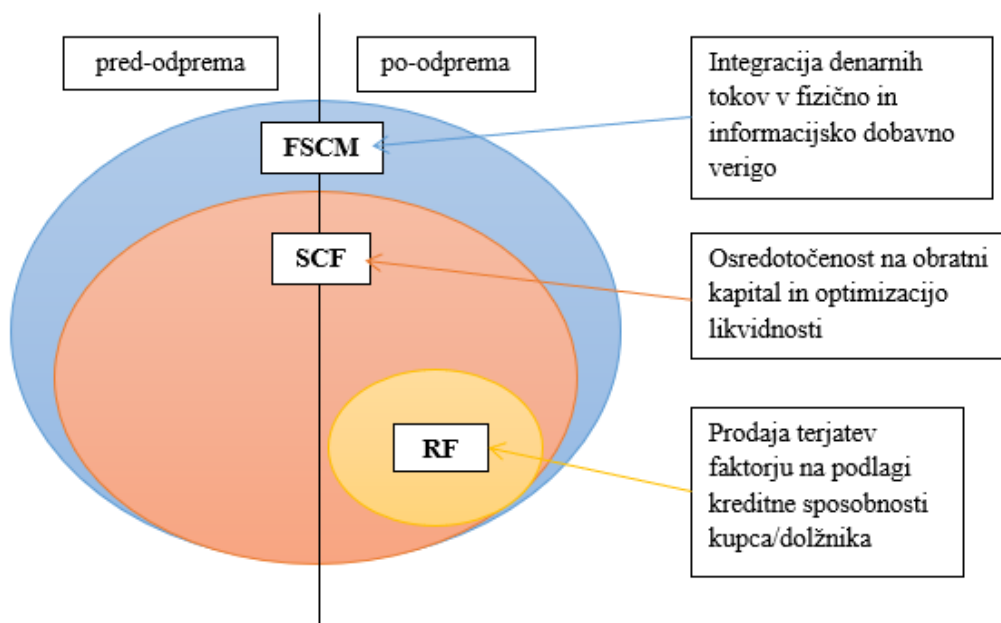 pred-odprema
po-odprema
FSCM
Integracija denarnih
tokov v fizično in
informacijsko dobavno
verigo
SCF
Osredotočenost na obratni
kapital in optimizacijo
likvidnosti
RF
Prodaja terjatev
faktorju na podlagi
kreditne sposobnosti
kupca/dolžnika